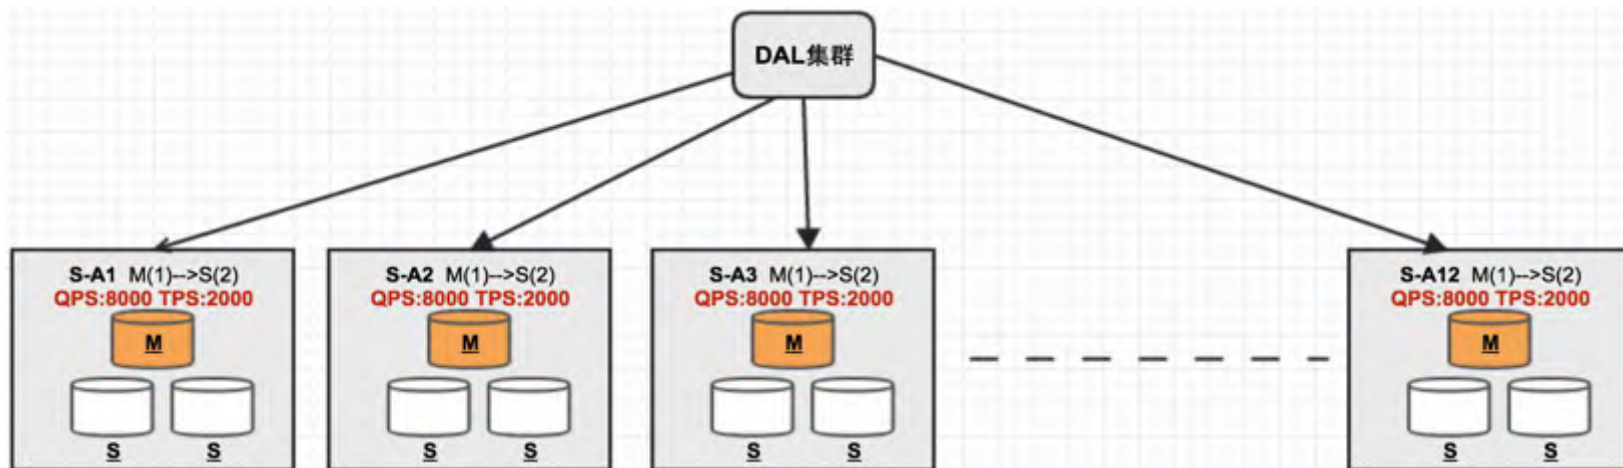 DAL集群
S-A1 M(1)-->S(2)
QPS:8000 TPS:2000
M
S S
S-A2 M(1)-->S(2)
QPS:8000 TPS:2000
M
S S
S-A3 M(1)-->S(2)
QPS:8000 TPS:2000
M
S S
S-A12 M(1)-->S(2)
QPS:8000 TPS:2000
M
S S